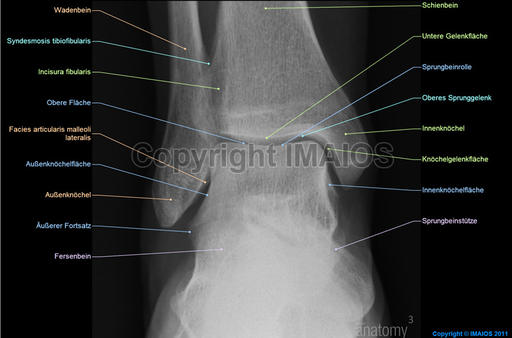 Wadenbein
Syndesmosis tibiofibularis
Incisura fibularis
Obere Fläche
Facies articularis malleoli
lateralis
Außenknöchelfläche
Außenknöchel
Äußerer Fortsatz
Fersenbein
Schienbein
Untere Gelenkfläche
Sprungbeinrolle
Oberes Sprunggelenk
Innenknöchel
Knöchelgelenkfläche
Innenknöchelfläche
Sprungbeinstütze
Copyright IMAIOS
3
anatomy
Copyright © IMAIOS 2011